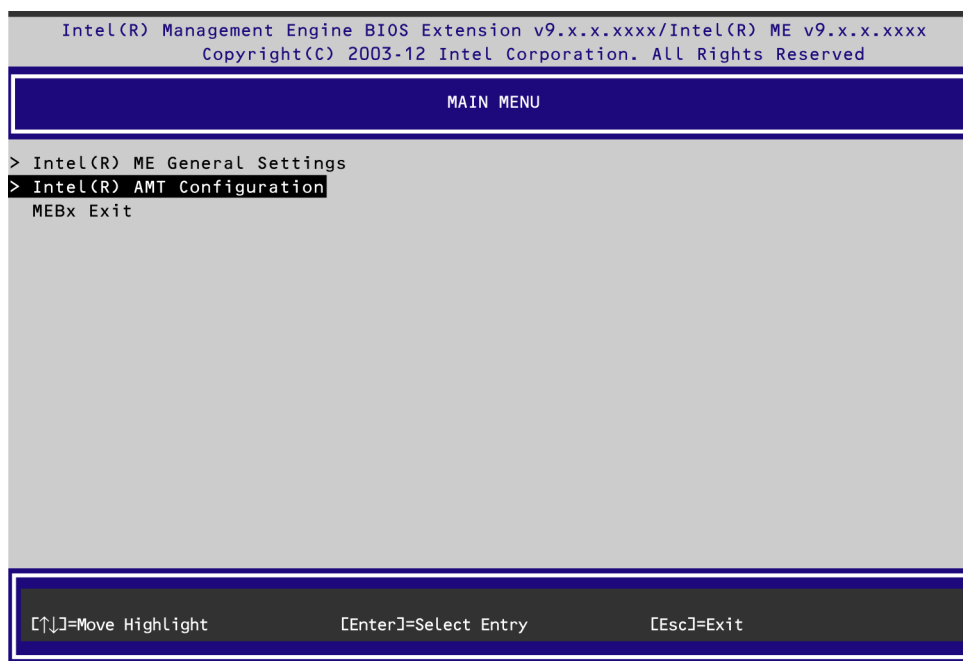 Intel(R) Management Engine BIOS Extension v9.x.x.xxxx/Intel(R) ME v9.x.x.xxxx
Copyright(C) 2003-12 Intel Corporation. All Rights Reserved
MAIN MENU
> Intel(R) ME General Settings
> Intel(R) AMT Configuration
MEBx Exit
[↑↓]=Move Highlight [Enter]=Select Entry [Esc]=Exit